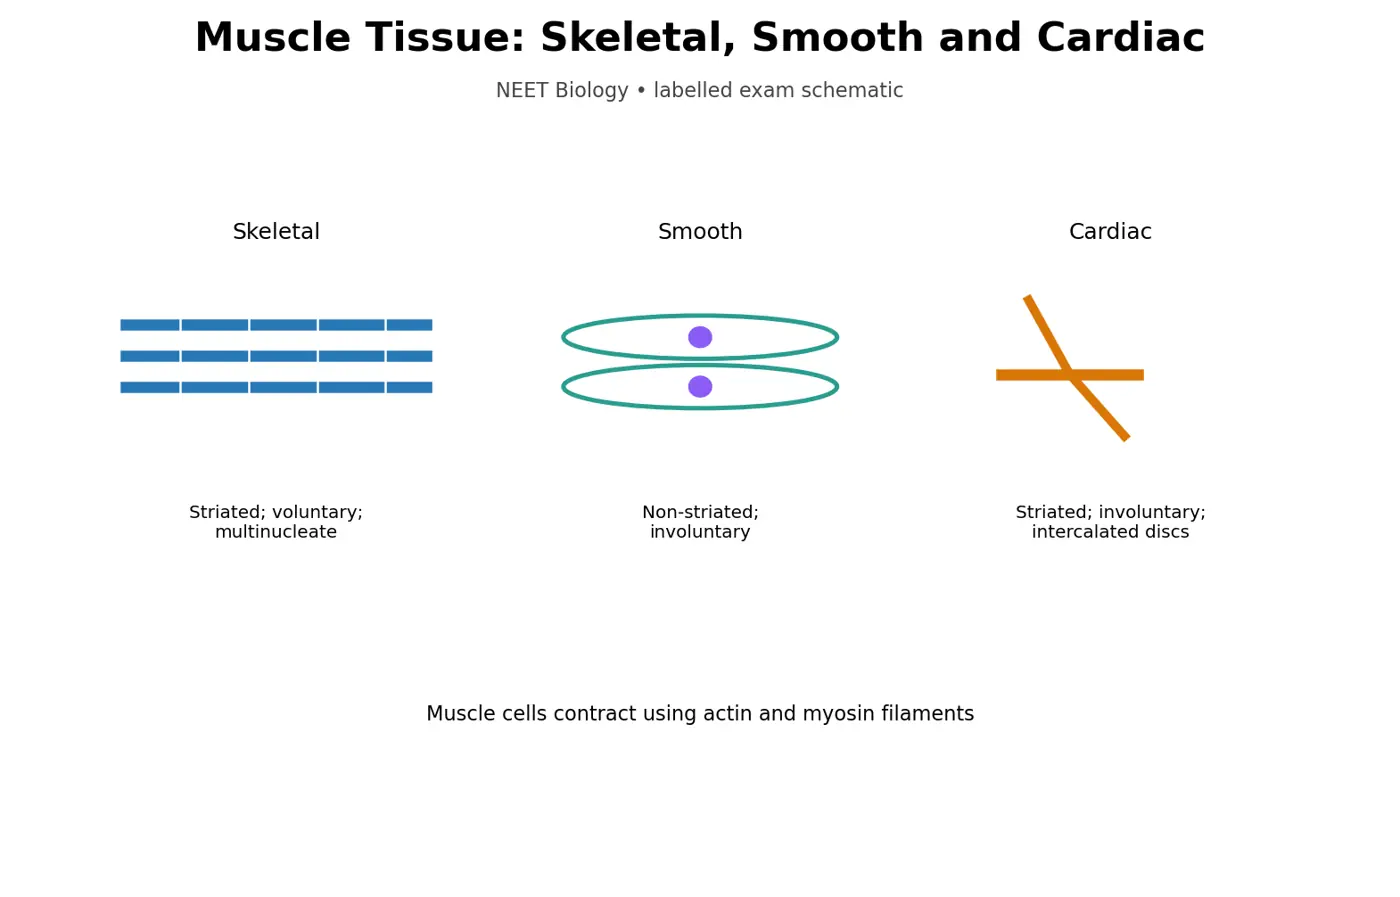 Muscle Tissue: Skeletal, Smooth and Cardiac
NEET Biology • labelled exam schematic
Skeletal
Smooth
Cardiac
Striated; voluntary;
multinucleate
Non-striated;
involuntary
Striated; involuntary;
intercalated discs
Muscle cells contract using actin and myosin filaments